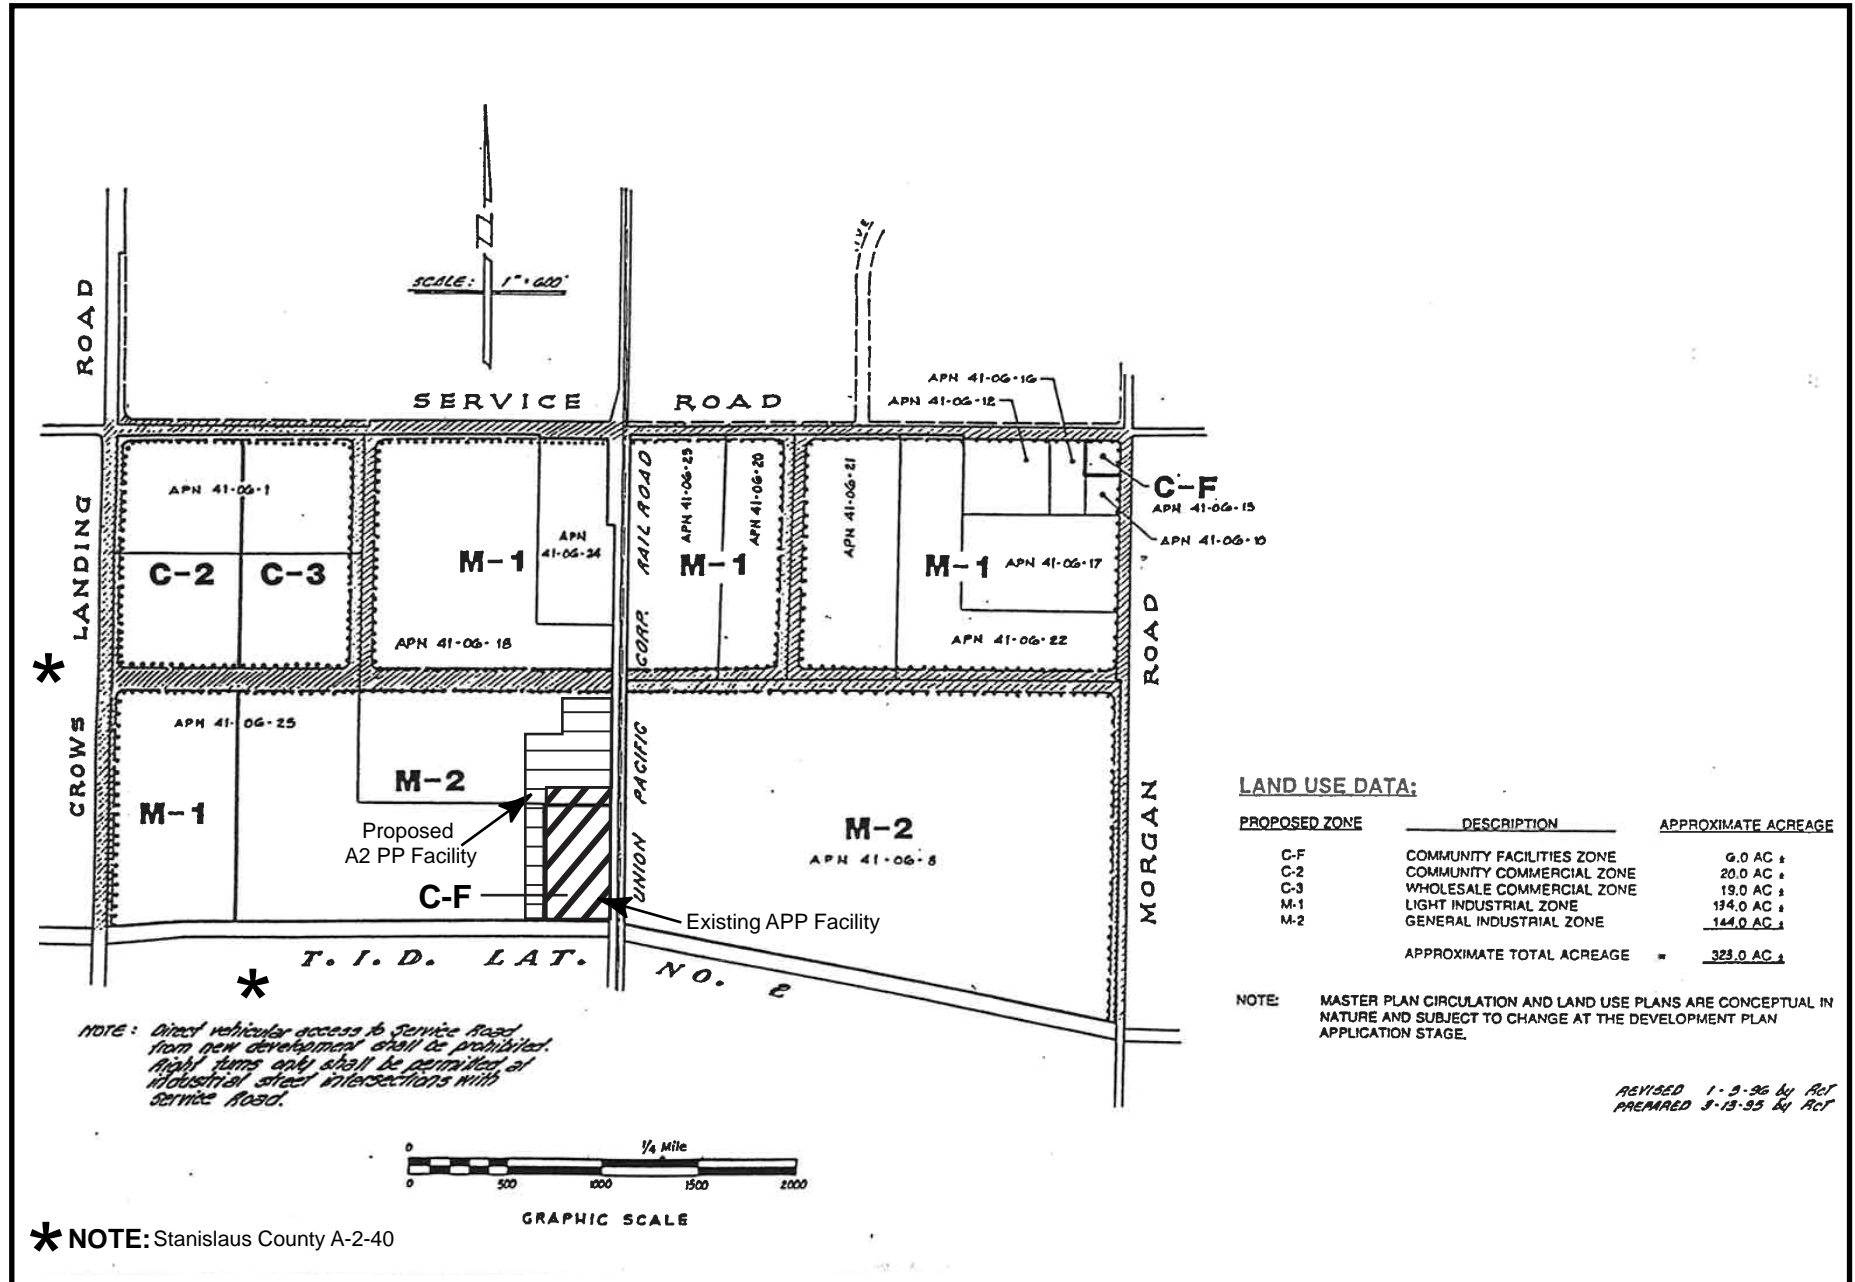 SCALE: 1" = 600'
ROAD
LANDING
CROWS
SERVICE ROAD
APN 41-06-16
APN 41-06-12
C-F
APN 41-06-15
APN 41-06-10
APN 41-06-1
C-2
C-3
M-1
APN
41-06-24
APN 41-06-18
UNION PACIFIC CORP. RAILROAD
APN 41-06-25
APN 41-06-20
M-1
APN 41-06-21
M-1
APN 41-06-17
APN 41-06-22
MORGAN ROAD
APN 41-06-25
M-1
M-2
Proposed
A2 PP Facility
C-F
Existing APP Facility
M-2
APN 41-06-8
T. I. D. LAT. NO. 2
*
*
NOTE: Direct vehicular access to Service Road
from new development shall be prohibited.
Right turns only shall be permitted at
industrial street intersections with
Service Road.
LAND USE DATA:
PROPOSED ZONE DESCRIPTION APPROXIMATE ACREAGE
C-F COMMUNITY FACILITIES ZONE 6.0 AC ±
C-2 COMMUNITY COMMERCIAL ZONE 20.0 AC ±
C-3 WHOLESALE COMMERCIAL ZONE 19.0 AC ±
M-1 LIGHT INDUSTRIAL ZONE 134.0 AC ±
M-2 GENERAL INDUSTRIAL ZONE 144.0 AC ±
APPROXIMATE TOTAL ACREAGE = 323.0 AC ±
NOTE: MASTER PLAN CIRCULATION AND LAND USE PLANS ARE CONCEPTUAL IN
NATURE AND SUBJECT TO CHANGE AT THE DEVELOPMENT PLAN
APPLICATION STAGE.
REVISED 1-3-96 by RCT
PREPARED 9-13-95 by RCT
0 1/4 Mile
0 500 1000 1500 2000
GRAPHIC SCALE
* NOTE: Stanislaus County A-2-40